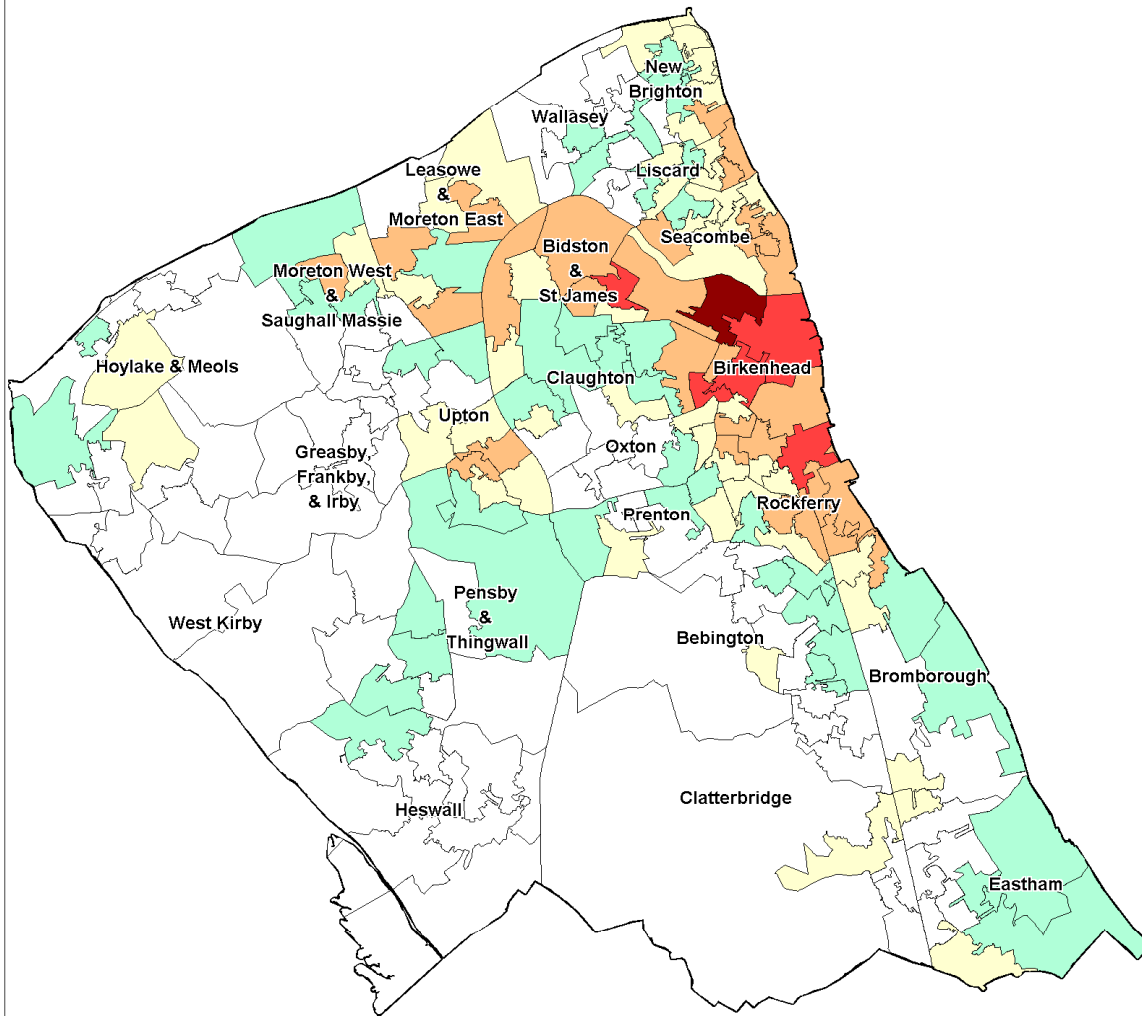 New
Brighton
Wallasey
Leasowe
&
Moreton East
Liscard
Seacombe
Bidston
&
St James
Moreton West
&
Saughall Massie
Hoylake & Meols
Birkenhead
Claughton
Upton
Oxton
Greasby,
Frankby,
& Irby
Rockferry
Prenton
West Kirby
Pensby
&
Thingwall
Bebington
Bromborough
Clatterbridge
Heswall
Eastham